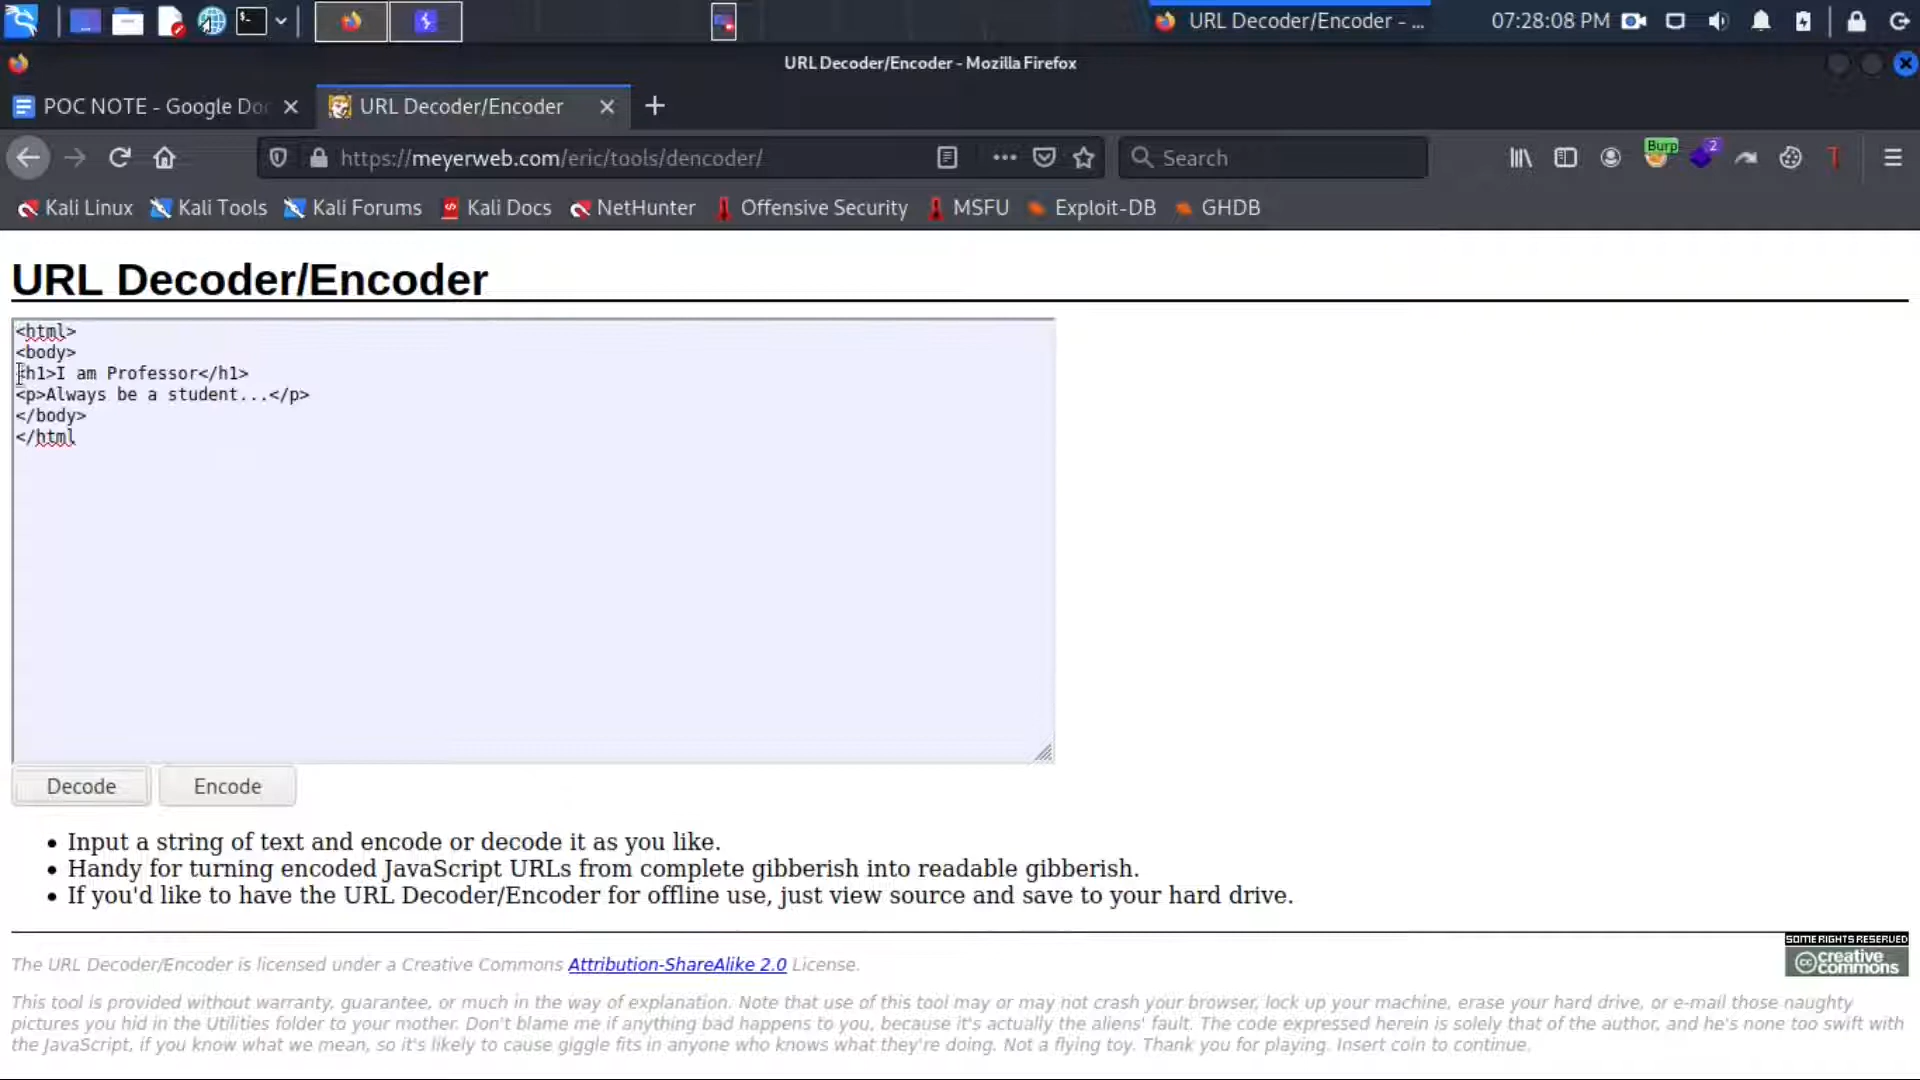 URL Decoder/Encoder - ...
07:28:08 PM
URL Decoder/Encoder - Mozilla Firefox
POC NOTE - Google Do
URL Decoder/Encoder
https://meyerweb.com/eric/tools/dencoder/
Search
Burp
2
Kali Linux
Kali Tools
Kali Forums
Kali Docs
NetHunter
Offensive Security
MSFU
Exploit-DB
GHDB
URL Decoder/Encoder
<html>
<body>
<h1>I am Professor</h1>
<p>Always be a student...</p>
</body>
</html
Decode
Encode
• Input a string of text and encode or decode it as you like.
• Handy for turning encoded JavaScript URLs from complete gibberish into readable gibberish.
• If you'd like to have the URL Decoder/Encoder for offline use, just view source and save to your hard drive.
SOME RIGHTS RESERVED
The URL Decoder/Encoder is licensed under a Creative Commons Attribution-ShareAlike 2.0 License.
cc creative commons
This tool is provided without warranty, guarantee, or much in the way of explanation. Note that use of this tool may or may not crash your browser, lock up your machine, erase your hard drive, or e-mail those naughty
pictures you hid in the Utilities folder to your mother. Don't blame me if anything bad happens to you, because it's actually the aliens' fault. The code expressed herein is solely that of the author, and he's none too swift with
the JavaScript, if you know what we mean, so it's likely to cause giggle fits in anyone who knows what they're doing. Not a flying toy. Thank you for playing. Insert coin to continue.